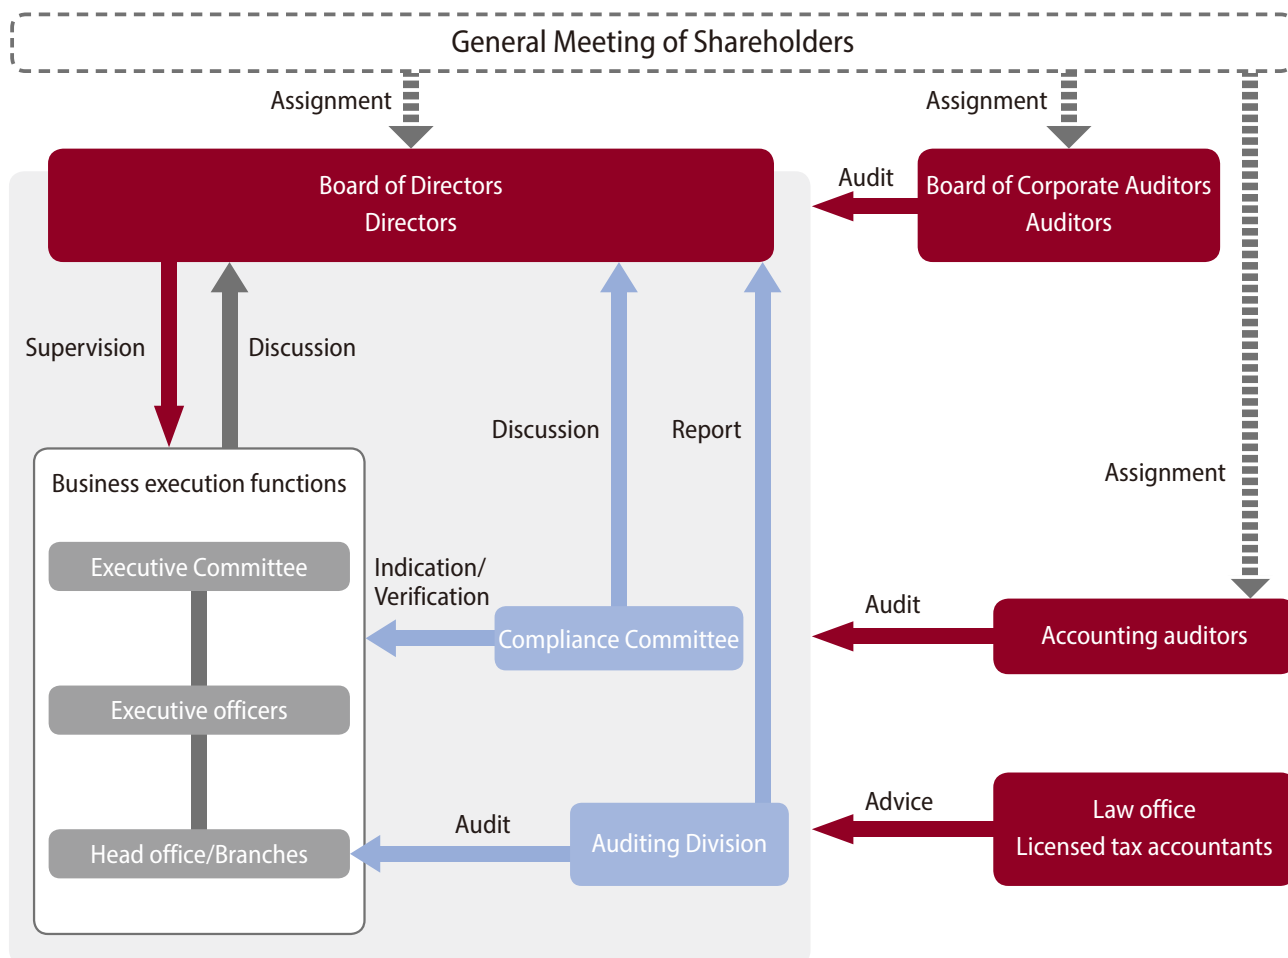 General Meeting of Shareholders
Assignment
Assignment
Board of Directors
Directors
Audit
Board of Corporate Auditors
Auditors
Supervision
Discussion
Discussion
Report
Assignment
Business execution functions
Executive Committee
Indication/
Verification
Compliance Committee
Audit
Accounting auditors
Executive officers
Head office/Branches
Audit
Auditing Division
Advice
Law office
Licensed tax accountants